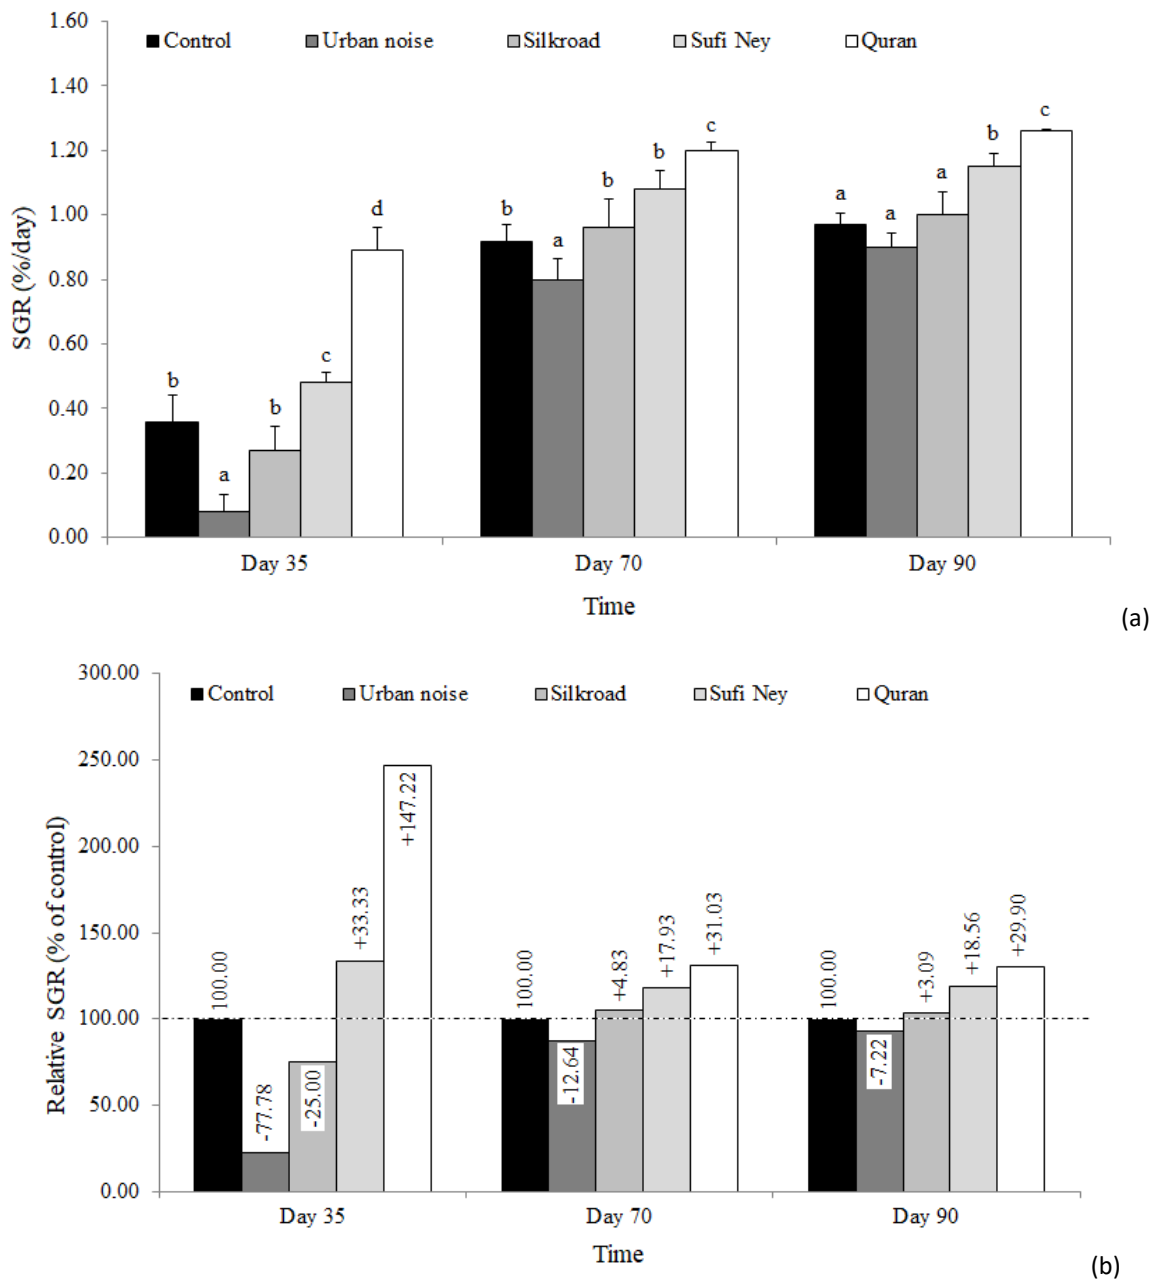 1.60
Control Urban noise Silkroad Sufi Ney Quran
1.40
1.20
1.00
0.80
0.60
0.40
0.20
0.00
SGR (%/day)
b a b c d
b a b b c
a a a b c
Day 35 Day 70 Day 90
Time
(a)
300.00
Control Urban noise Silkroad Sufi Ney Quran
250.00
200.00
150.00
100.00
50.00
0.00
Relative SGR (% of control)
100.00 -77.78 -25.00 +33.33 +147.22
100.00 -12.64 +4.83 +17.93 +31.03
100.00 -7.22 +3.09 +18.56 +29.90
Day 35 Day 70 Day 90
Time
(b)